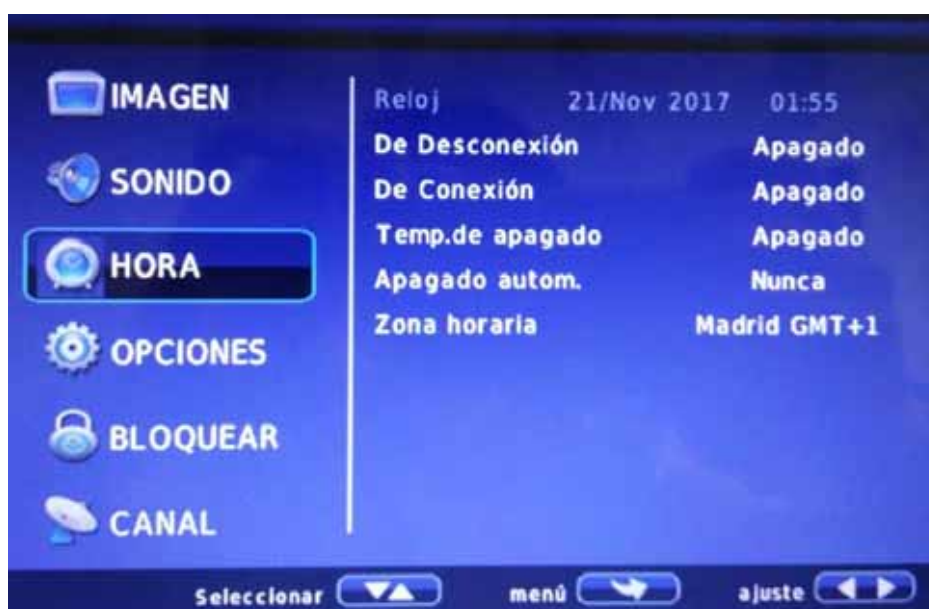 IMAGEN
SONIDO
HORA
OPCIONES
BLOQUEAR
CANAL
Reloj 21/Nov 2017 01:55
De Desconexión Apagado
De Conexión Apagado
Temp.de apagado Apagado
Apagado autom. Nunca
Zona horaria Madrid GMT+1
Seleccionar menú ajuste